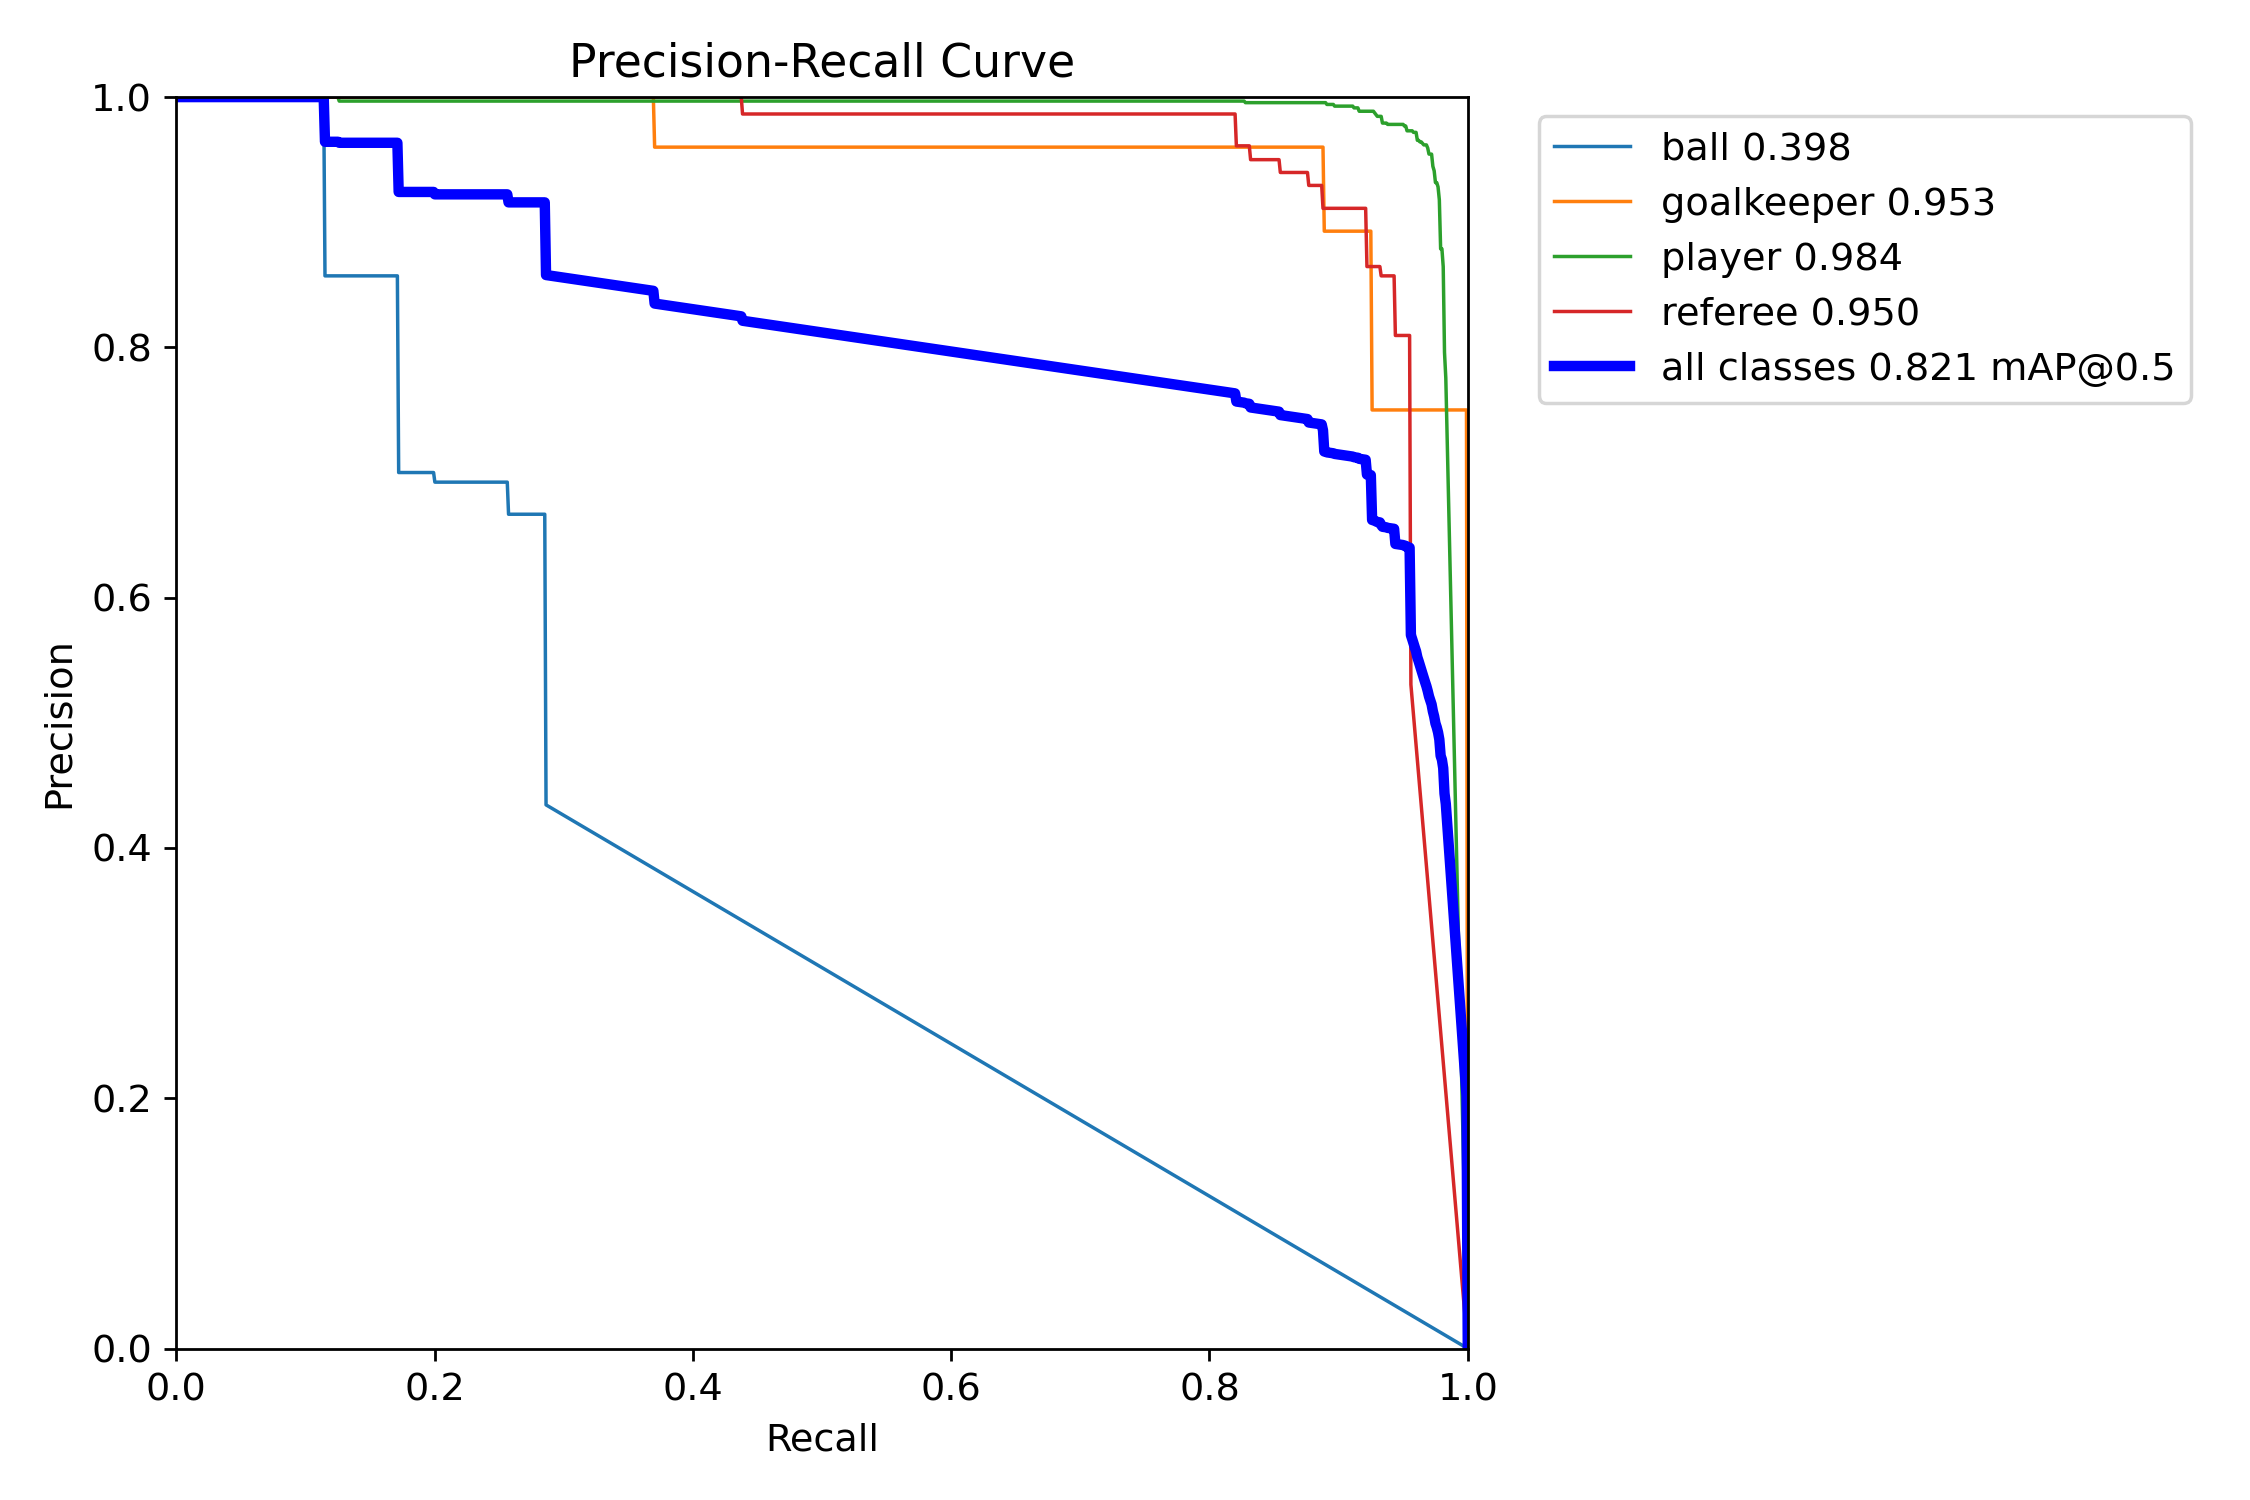 Precision-Recall Curve
1.0
0.8
0.6
0.4
0.2
0.0
Precision
0.0 0.2 0.4 0.6 0.8 1.0
Recall
ball 0.398
goalkeeper 0.953
player 0.984
referee 0.950
all classes 0.821 mAP@0.5